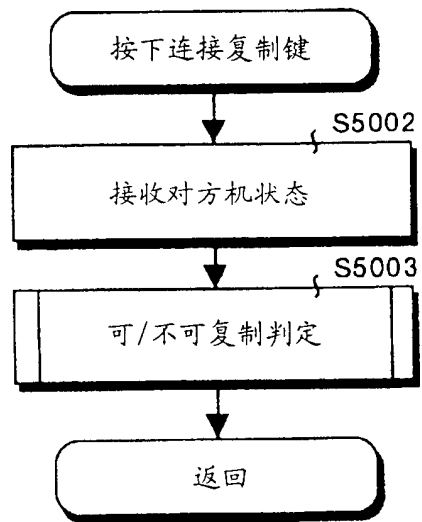 按下连接复制键
S5002
接收对方机状态
S5003
可/不可复制判定
返回